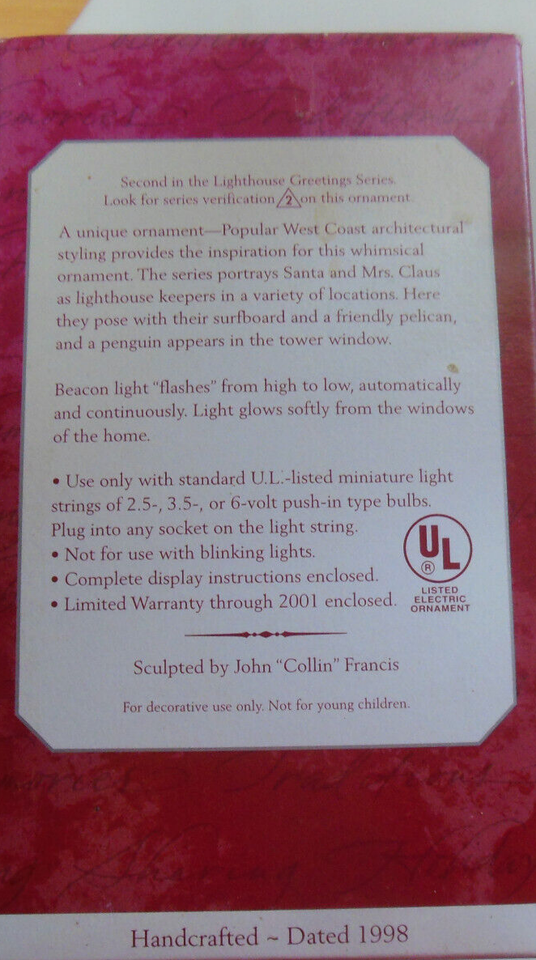 Second in the Lighthouse Greetings Series.
Look for series verification 2 on this ornament.
A unique ornament—Popular West Coast architectural
styling provides the inspiration for this whimsical
ornament. The series portrays Santa and Mrs. Claus
as lighthouse keepers in a variety of locations. Here
they pose with their surfboard and a friendly pelican,
and a penguin appears in the tower window.
Beacon light "flashes" from high to low, automatically
and continuously. Light glows softly from the windows
of the home.
• Use only with standard U.L.-listed miniature light
strings of 2.5-, 3.5-, or 6-volt push-in type bulbs.
Plug into any socket on the light string.
• Not for use with blinking lights.
• Complete display instructions enclosed.
• Limited Warranty through 2001 enclosed.
UL
®
LISTED
ELECTRIC
ORNAMENT
Sculpted by John "Collin" Francis
For decorative use only. Not for young children.
Handcrafted ~ Dated 1998